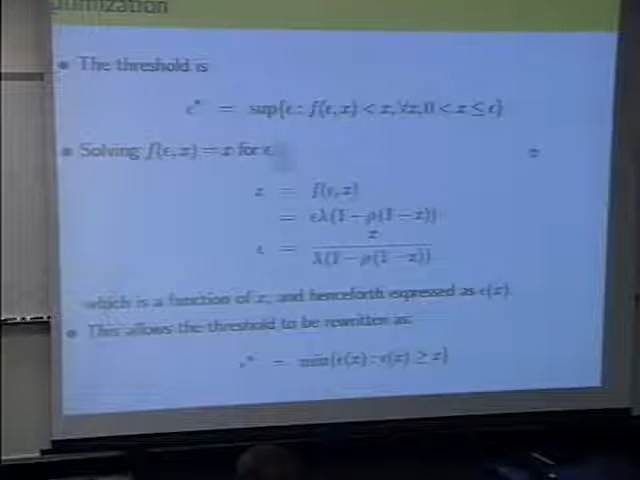 Optimization
• The threshold is
ϵ* = sup{ϵ : f(ϵ, x) < x, ∀x, 0 < x ≤ ϵ}
• Solving f(ϵ, x) = x for ϵ
x = f(ϵ, x)
= ϵλ(1 − ρ(1 − x))
ϵ = x / λ(1 − ρ(1 − x))
which is a function of x, and henceforth expressed as ϵ(x).
• This allows the threshold to be rewritten as:
ϵ* = min{ϵ(x) : ϵ(x) ≥ x}